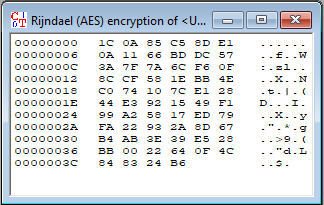 Rijndael (AES) encryption of <U...
00000000 1C 0A 85 C5 8D E1 ......
00000006 0A 11 66 BD DC 57 ..f..W
0000000C 3A 7F 7A 6C F6 0F :.zl..
00000012 8C CF 58 1E BB 4E ..X..N
00000018 C0 74 10 7C E1 28 .t.|.(
0000001E 44 E3 92 15 49 F1 D...I.
00000024 99 A2 58 17 ED 79 ..X..y
0000002A FA 22 93 2A 8D 67 .".*.g
00000030 B4 AB 3E 39 E5 28 ..>9.(
00000036 BB 00 22 64 0F 4C .."d.L
0000003C 84 83 24 B6 ..$.